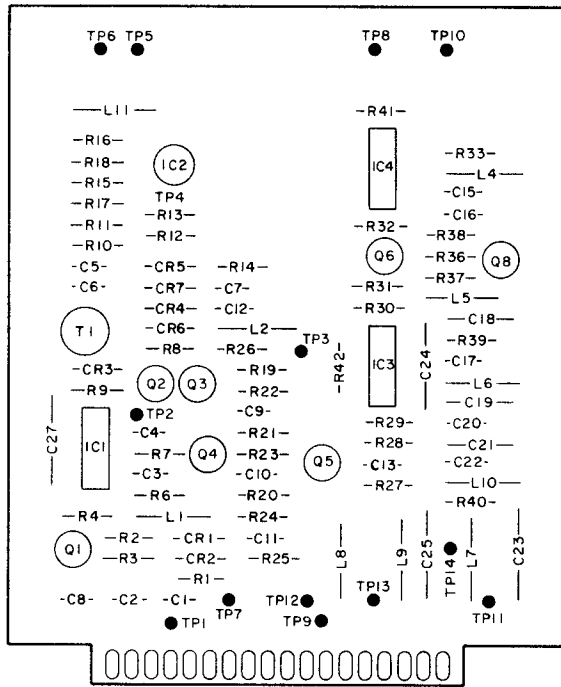 TP6 TP5 TP8 TP10
L11 R41
R16
R18 IC2 IC4 R33
R15 L4
R17 TP4 C15
R13 C16
R11 R12 R32 R38
R10
C5 CR5 R14 Q6 R36 Q8
C6 CR7 C7 R31 R37
CR4 C12 R30 L5
T1 CR6 L2 C18
R8 R26 TP3 R42 IC3 C24 R39
CR3 R19 C17
R9 Q2 Q3 R22 L6
TP2 C9 C19
C27 IC1 C4 R21 R29 C20
R7 Q4 R23 Q5 R28 C21
C3 C10 C13 C22
R6 R20 R27 L10
R4 L1 R24 R40
Q1 R2 CR1 C11 L8 L9 C25 TP14 L7 C23
R3 CR2 R25
R1
C8 C2 C1 TP7 TP12 TP13 TP11
TP1 TP9